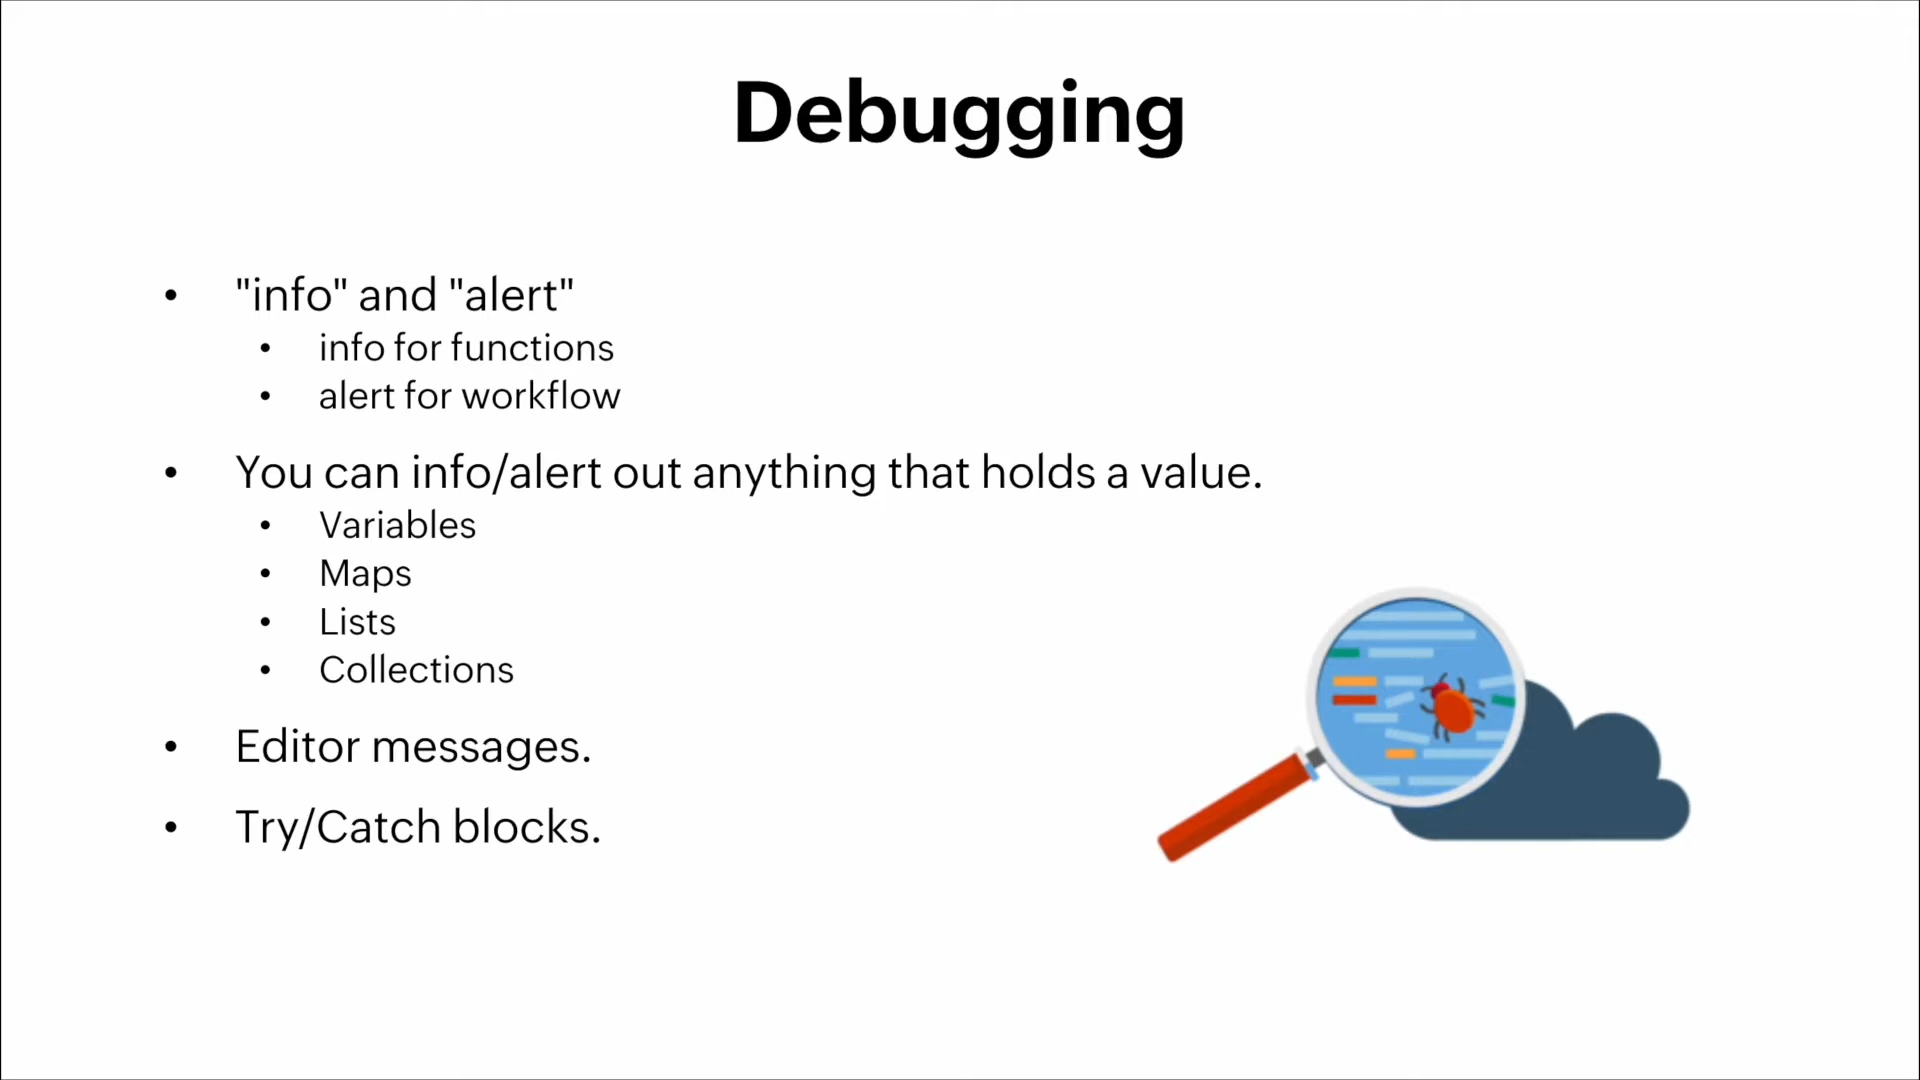 Debugging
• "info" and "alert"
• info for functions
• alert for workflow
• You can info/alert out anything that holds a value.
• Variables
• Maps
• Lists
• Collections
• Editor messages.
• Try/Catch blocks.